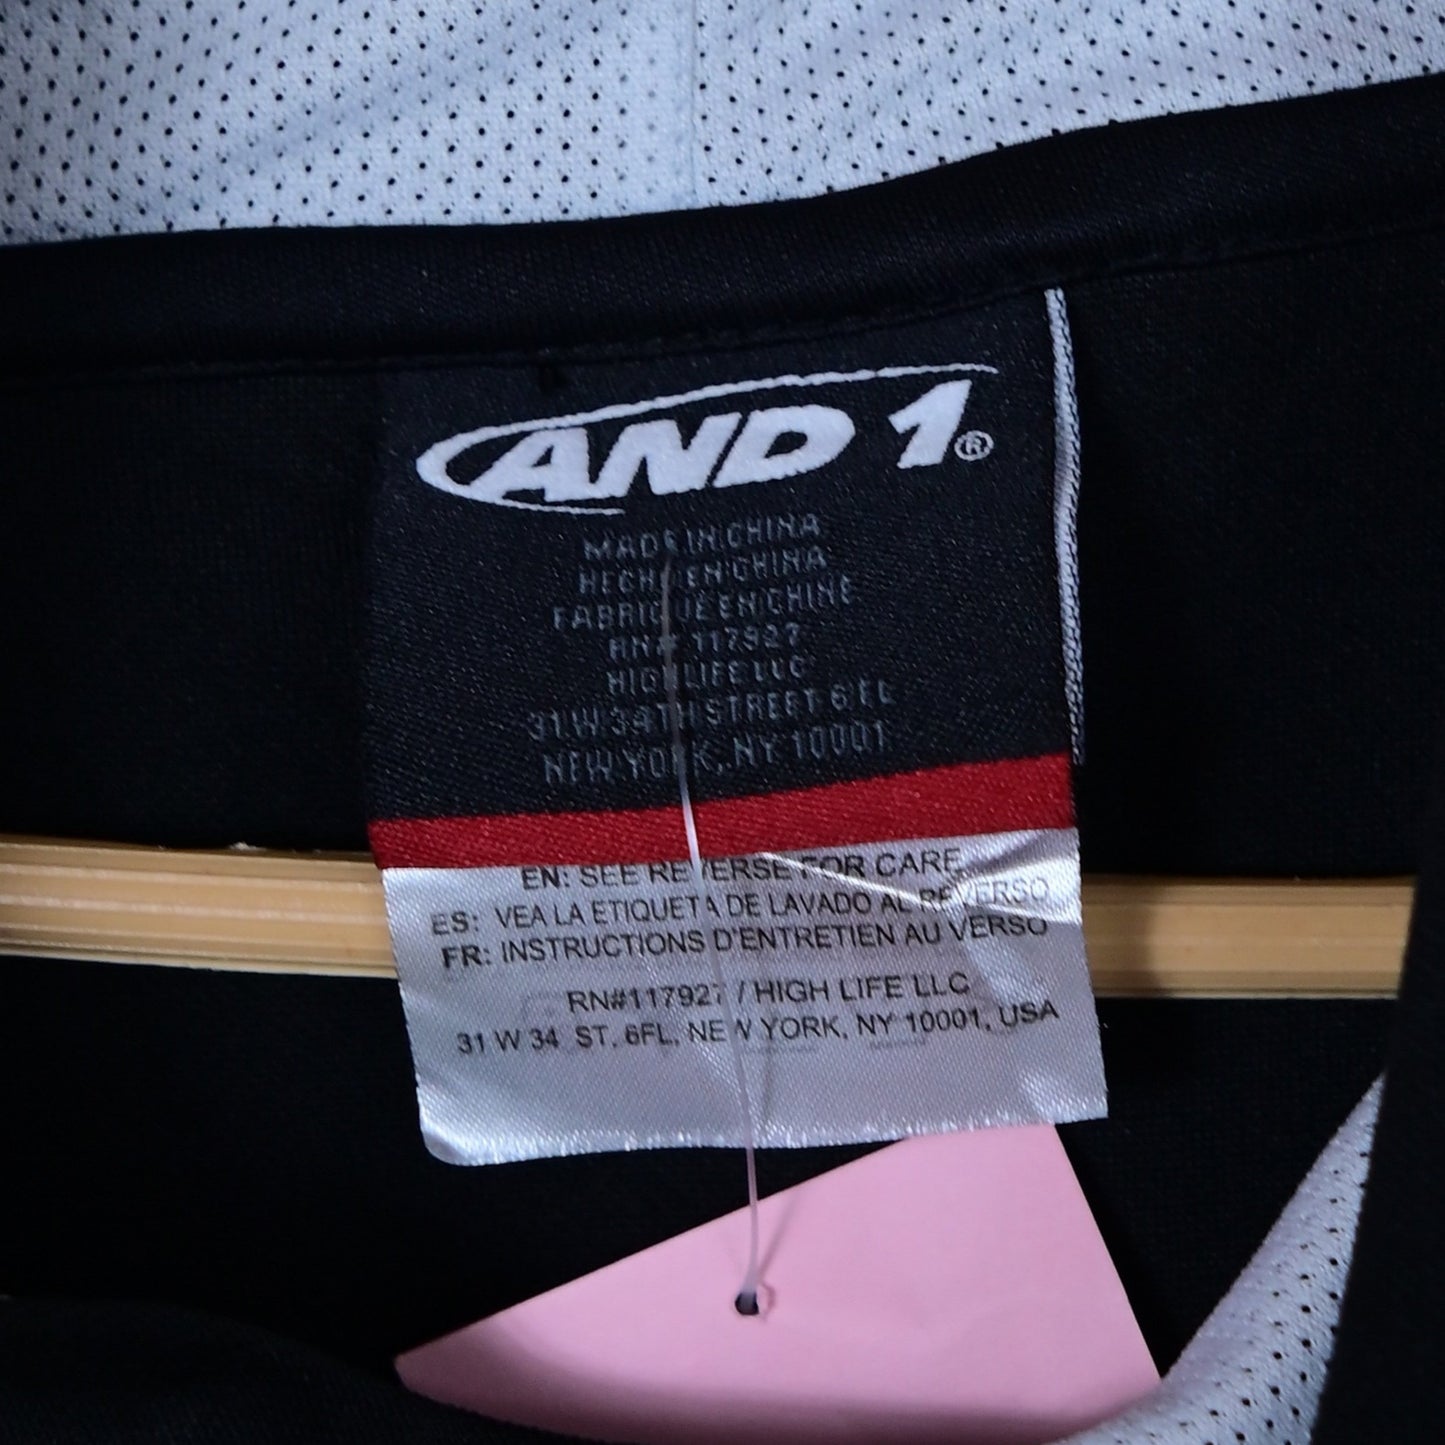 AND 1®
MADE IN CHINA
HECHO EN CHINA
FABRIQUE EN CHINE
RN# 117927
HIGH LIFE LLC
31 W 34TH STREET 6 FL
NEW YORK, NY 10001
EN: SEE REVERSE FOR CARE
ES: VEA LA ETIQUETA DE LAVADO AL REVERSO
FR: INSTRUCTIONS D'ENTRETIEN AU VERSO
RN#117927 / HIGH LIFE LLC
31 W 34 ST, 6FL, NEW YORK, NY 10001, USA